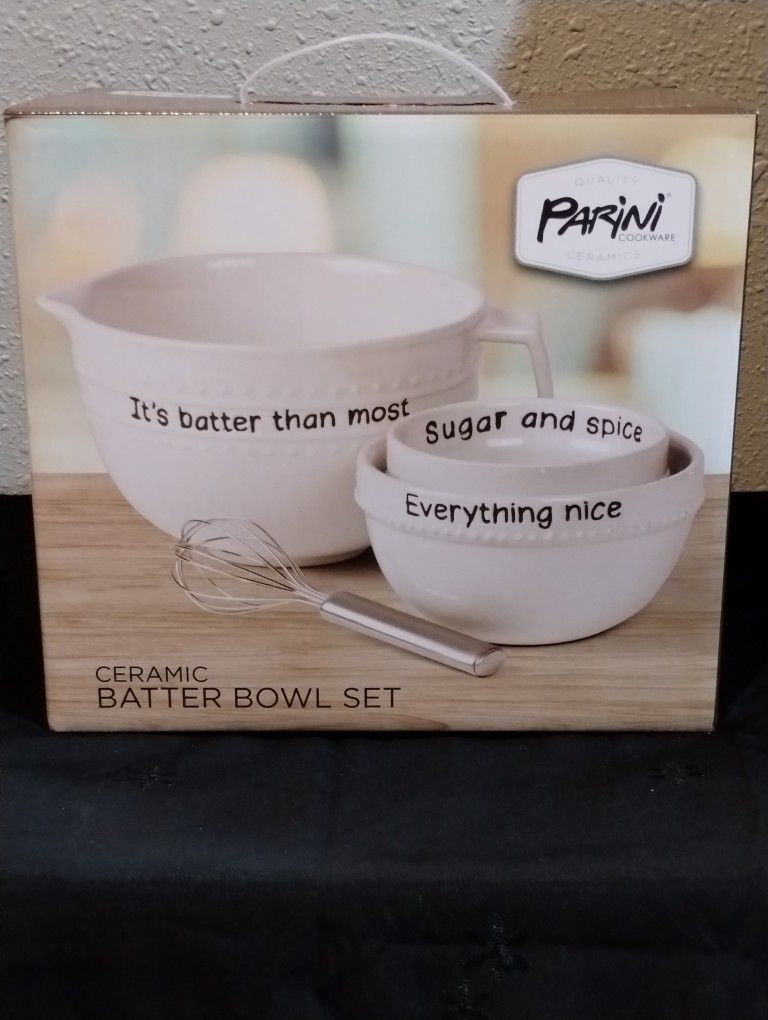 QUALITY
PARINI®
COOKWARE
CERAMICS
It's batter than most
Sugar and spice
Everything nice
CERAMIC
BATTER BOWL SET